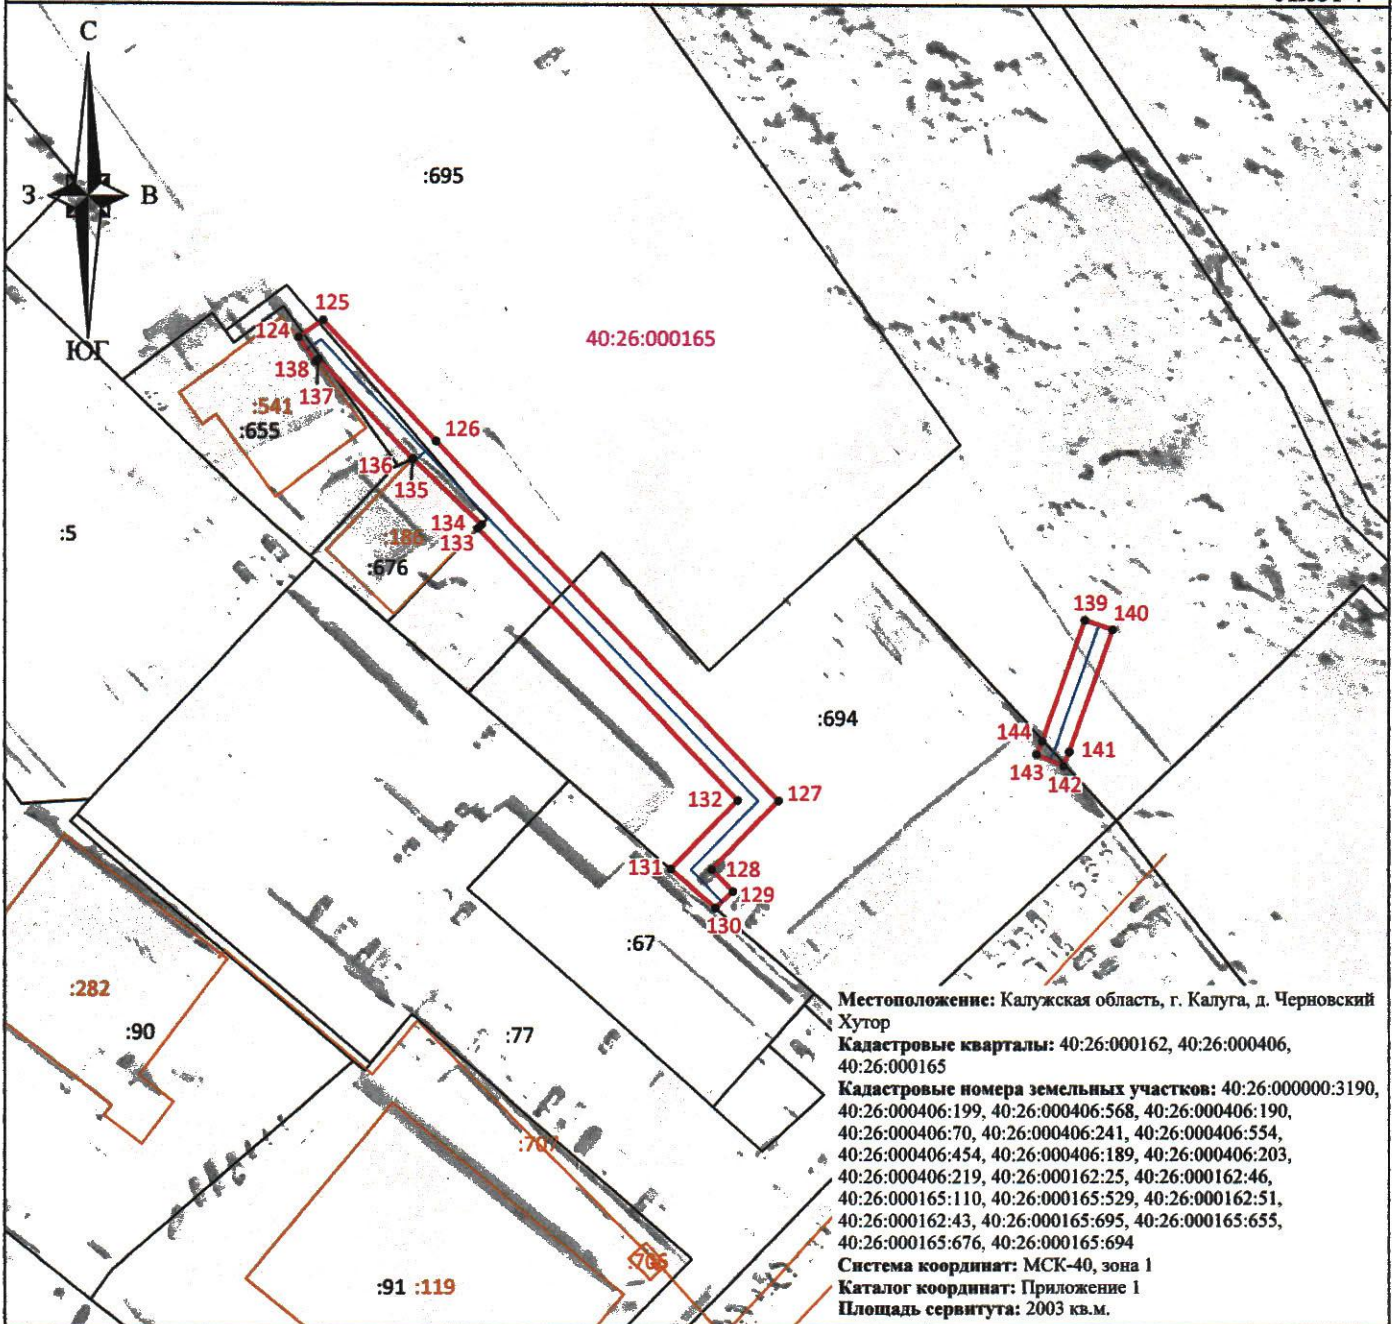 С
З
В
ЮГ
:695
40:26:000165
125
124
138
137
:541
:655
126
136
135
134
133
:186
:676
:5
139
140
:694
144
141
143
142
132
127
131
128
129
130
:67
:282
:90
:77
:707
:706
:91 :119
Местоположение: Калужская область, г. Калуга, д. Черновский
Хутор
Кадастровые кварталы: 40:26:000162, 40:26:000406,
40:26:000165
Кадастровые номера земельных участков: 40:26:000000:3190,
40:26:000406:199, 40:26:000406:568, 40:26:000406:190,
40:26:000406:70, 40:26:000406:241, 40:26:000406:554,
40:26:000406:454, 40:26:000406:189, 40:26:000406:203,
40:26:000406:219, 40:26:000162:25, 40:26:000162:46,
40:26:000165:110, 40:26:000165:529, 40:26:000162:51,
40:26:000162:43, 40:26:000165:695, 40:26:000165:655,
40:26:000165:676, 40:26:000165:694
Система координат: МСК-40, зона 1
Каталог координат: Приложение 1
Площадь сервитута: 2003 кв.м.